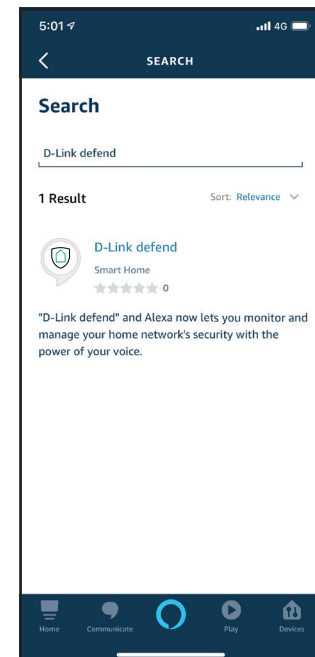 5:01 4G
SEARCH
Search
D-Link defend
1 Result Sort: Relevance
D-Link defend
Smart Home
0
"D-Link defend" and Alexa now lets you monitor and
manage your home network's security with the
power of your voice.
Home Communicate Play Devices